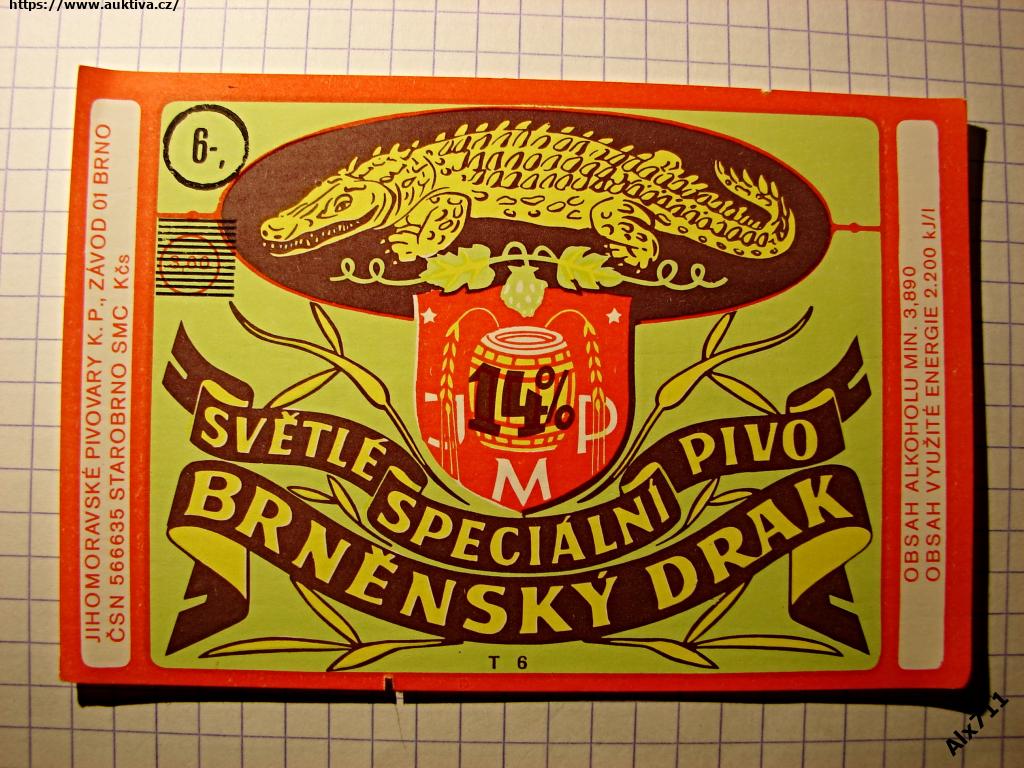 https://www.auktiva.cz/
6-,
3,60
JIHOMORAVSKÉ PIVOVARY K. P., ZÁVOD 01 BRNO
ČSN 566635 STAROBRNO SMC Kčs
14%
J P
M
SVĚTLÉ SPECIÁLNÍ PIVO
BRNĚNSKÝ DRAK
T 6
OBSAH ALKOHOLU MIN. 3,890
OBSAH VYUŽITÉ ENERGIE 2.200 kJ/l
Alx711